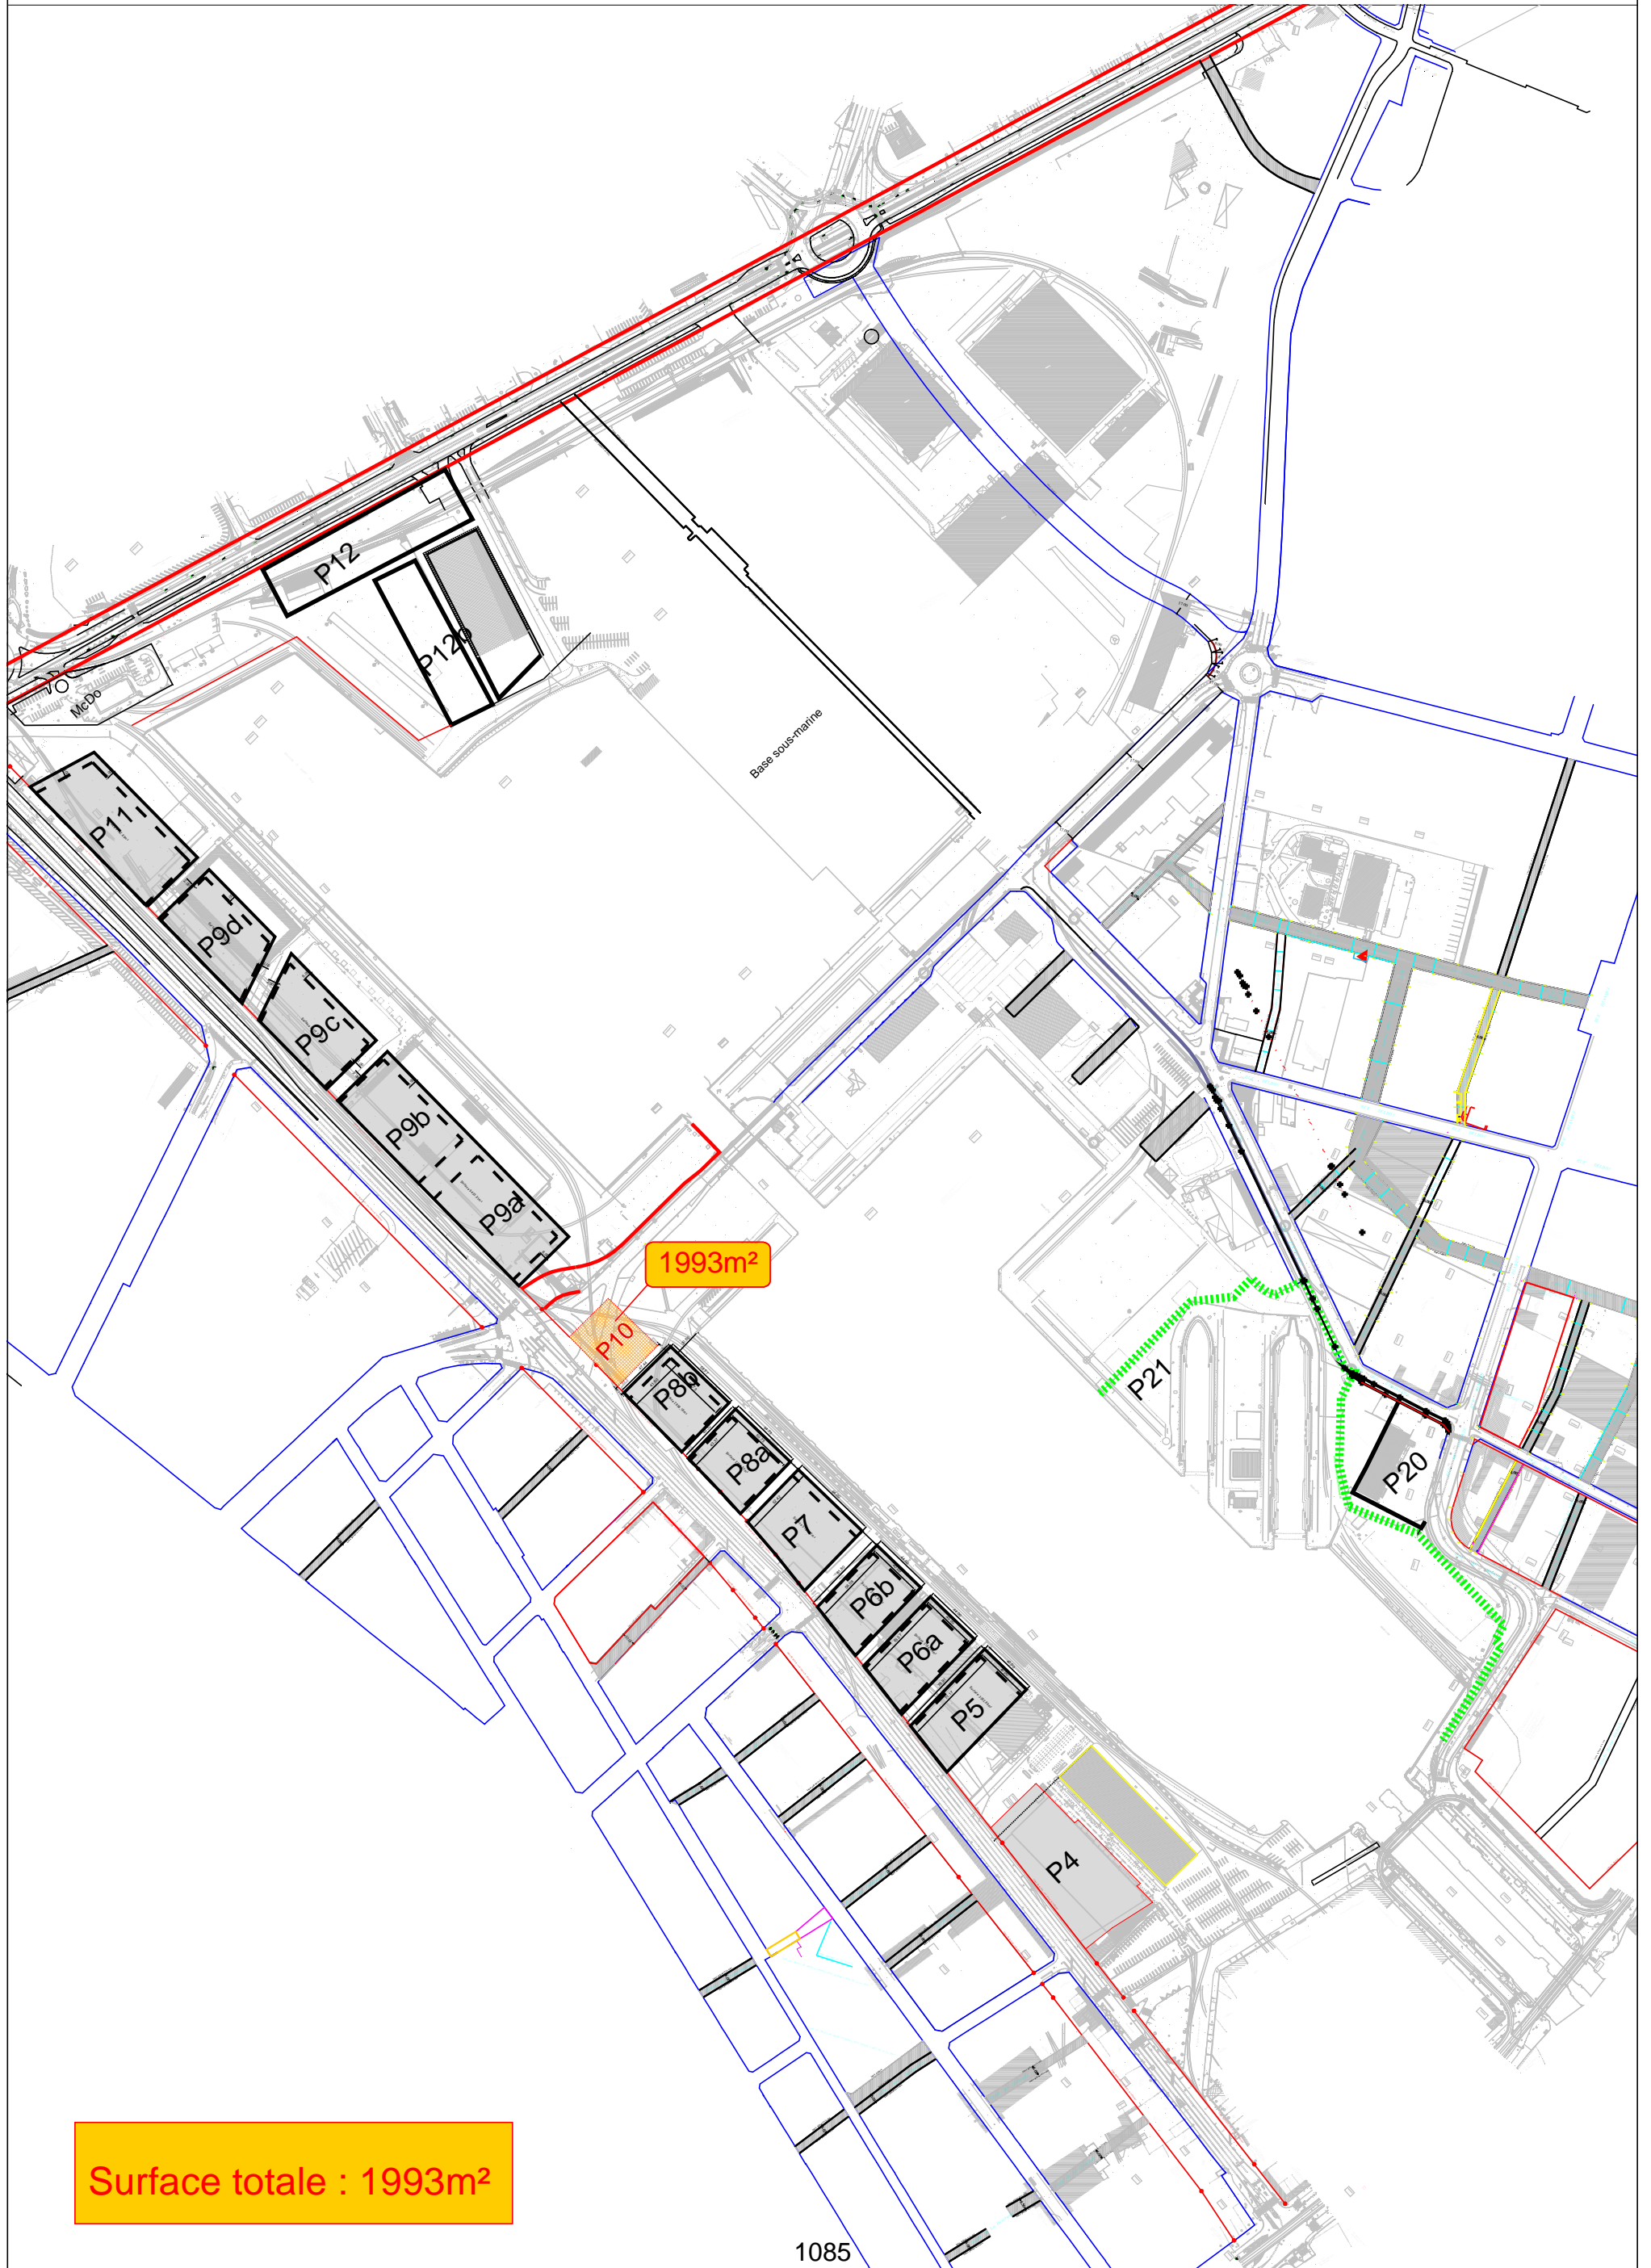 P12
P12b
McDo
Base sous-marine
P11
P9d
P9c
P9b
P9a
1993m²
P10
P8b
P8a
P21
P7
P20
P6b
P6a
P5
P4
Surface totale : 1993m²
1085